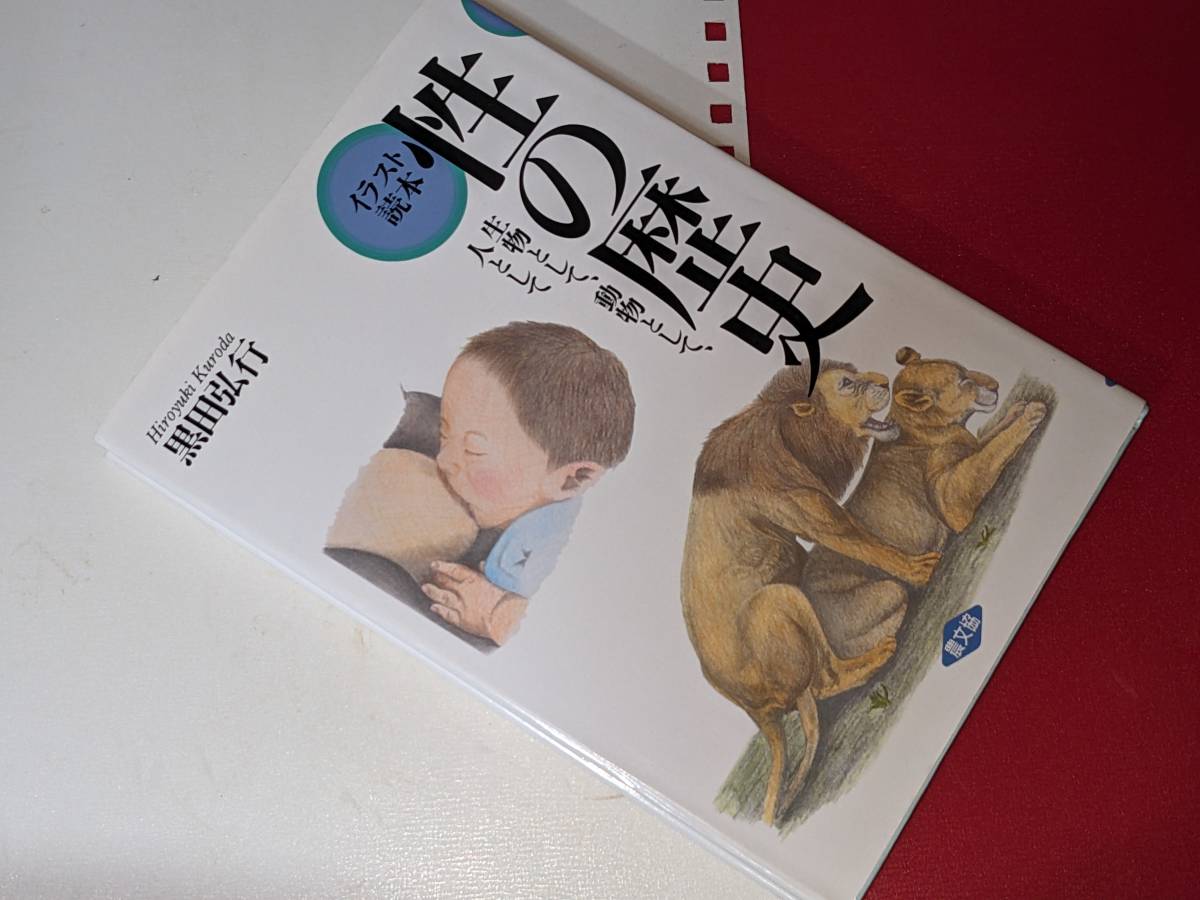 イラスト
読本
性の歴史
生物として、動物として、
人として
Hiroyuki Kuroda
黒田弘行
農文協